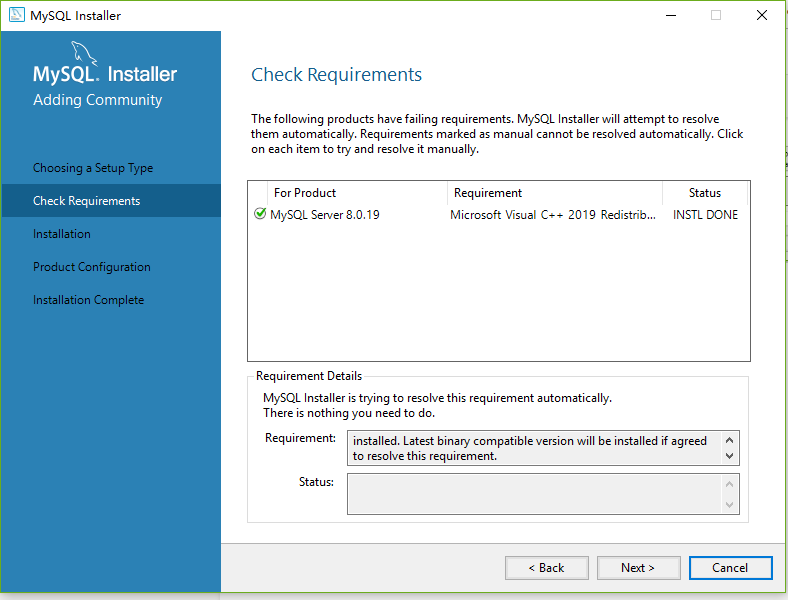 MySQL Installer
MySQL. Installer
Adding Community
Choosing a Setup Type
Check Requirements
Installation
Product Configuration
Installation Complete
Check Requirements
The following products have failing requirements. MySQL Installer will attempt to resolve
them automatically. Requirements marked as manual cannot be resolved automatically. Click
on each item to try and resolve it manually.
For Product Requirement Status
MySQL Server 8.0.19 Microsoft Visual C++ 2019 Redistrib... INSTL DONE
Requirement Details
MySQL Installer is trying to resolve this requirement automatically.
There is nothing you need to do.
Requirement: installed. Latest binary compatible version will be installed if agreed
to resolve this requirement.
Status:
< Back Next > Cancel